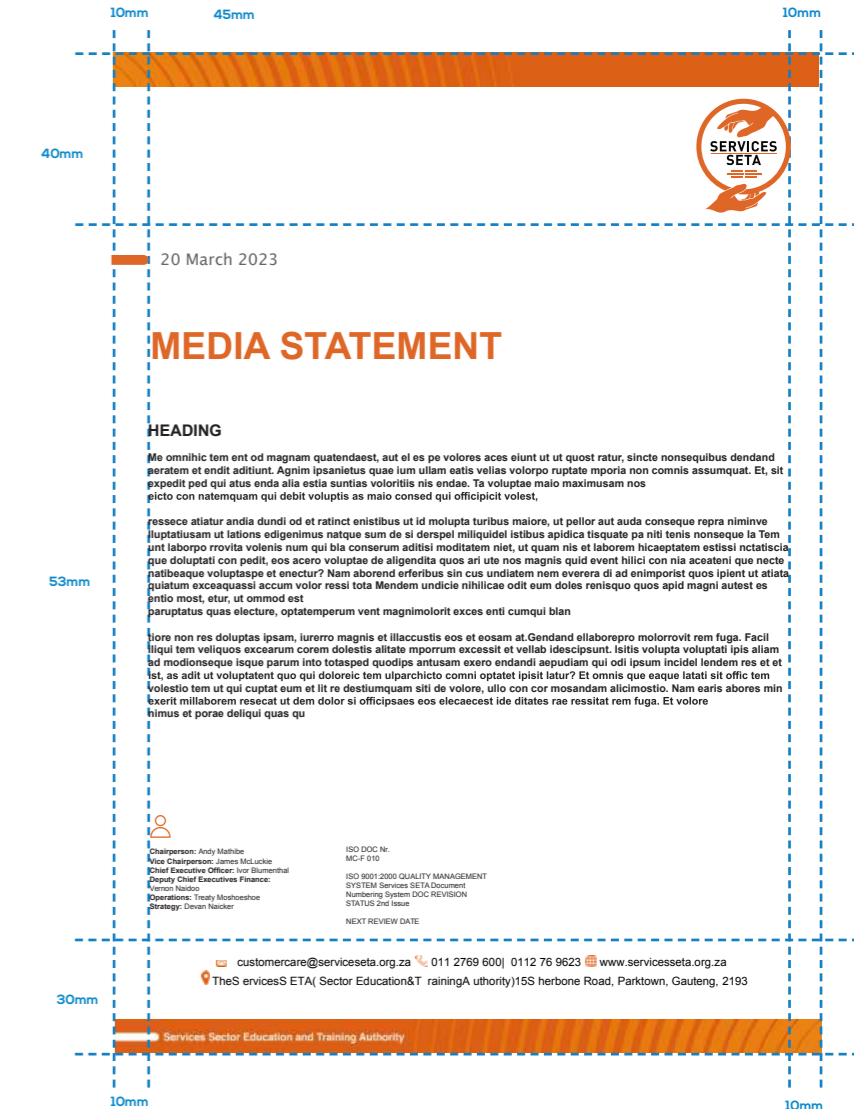 10mm 45mm 10mm
40mm
SERVICES
SETA
20 March 2023
MEDIA STATEMENT
HEADING
Me omnihic tem ent od magnam quatendaest, aut el es pe volores aces eiunt ut ut quost ratur, sincte nonsequibus dendand
aeratem et endit aditiunt. Agnim ipsanietus quae ium ullam eatis velias volorpo ruptate mporia non comnis assumquat. Et, sit
expedit ped qui atus enda alia estia suntias voloritiis nis endae. Ta voluptae maio maximusam nos
eicto con natemquam qui debit voluptis as maio consed qui officipicit volest,
ressece atiatur andia dundi od et ratinct enistibus ut id molupta turibus maiore, ut pellor aut auda conseque repra niminve
lluptatiusam ut lations edigenimus natque sum de si derspel miliquidel istibus apidica tisquate pa niti tenis nonseque la Tem
unt laborpo rrovita volenis num qui bla conserum aditisi moditatem niet, ut quam nis et laborem hicaeptatem estissi nctatiscia
que doluptati con pedit, eos acero voluptae de aligendita quos ari ute nos magnis quid event hilici con nia aceateni que necte
natibeaque voluptaspe et enectur? Nam aborend erferibus sin cus undiatem nem everera di ad enimporist quos ipient ut atiata
quiatum exceaquassi accum volor ressi tota Mendem undicie nihilicae odit eum doles renisquo quos apid magni autest es
entio most, etur, ut ommod est
paruptatus quas electure, optatemperum vent magnimolorit exces enti cumqui blan
53mm
tiore non res doluptas ipsam, iurerro magnis et illaccustis eos et eosam at.Gendand ellaborepro molorrovit rem fuga. Facil
iliqui tem veliquos excearum corem dolestis alitate mporrum excessit et vellab idescipsunt. Isitis volupta voluptati ipis aliam
ad modionseque isque parum into totasped quodips antusam exero endandi aepudiam qui odi ipsum incidel lendem res et et
ist, as adit ut voluptatent quo qui doloreic tem ulparchicto comni optatet ipisit latur? Et omnis que eaque latati sit offic tem
volestio tem ut qui cuptat eum et lit re destiumquam siti de volore, ullo con cor mosandam alicimostio. Nam earis abores min
exerit millaborem resecat ut dem dolor si officipsaes eos elecaecest ide ditates rae ressitat rem fuga. Et volore
nimus et porae deliqui quas qu
Chairperson: Andy Mathibe
Vice Chairperson: James McLuckie
Chief Executive Officer: Ivor Blumenthal
Deputy Chief Executives Finance:
Vernon Naidoo
Operations: Treaty Moshoeshoe
Strategy: Devan Naicker
ISO DOC Nr.
MC-F 010
ISO 9001:2000 QUALITY MANAGEMENT
SYSTEM Services SETA Document
Numbering System DOC REVISION
STATUS 2nd Issue
NEXT REVIEW DATE
customercare@serviceseta.org.za 011 2769 600| 0112 76 9623 www.servicesseta.org.za
TheS ervicesS ETA( Sector Education&T rainingA uthority)15S herbone Road, Parktown, Gauteng, 2193
30mm
Services Sector Education and Training Authority
10mm 10mm